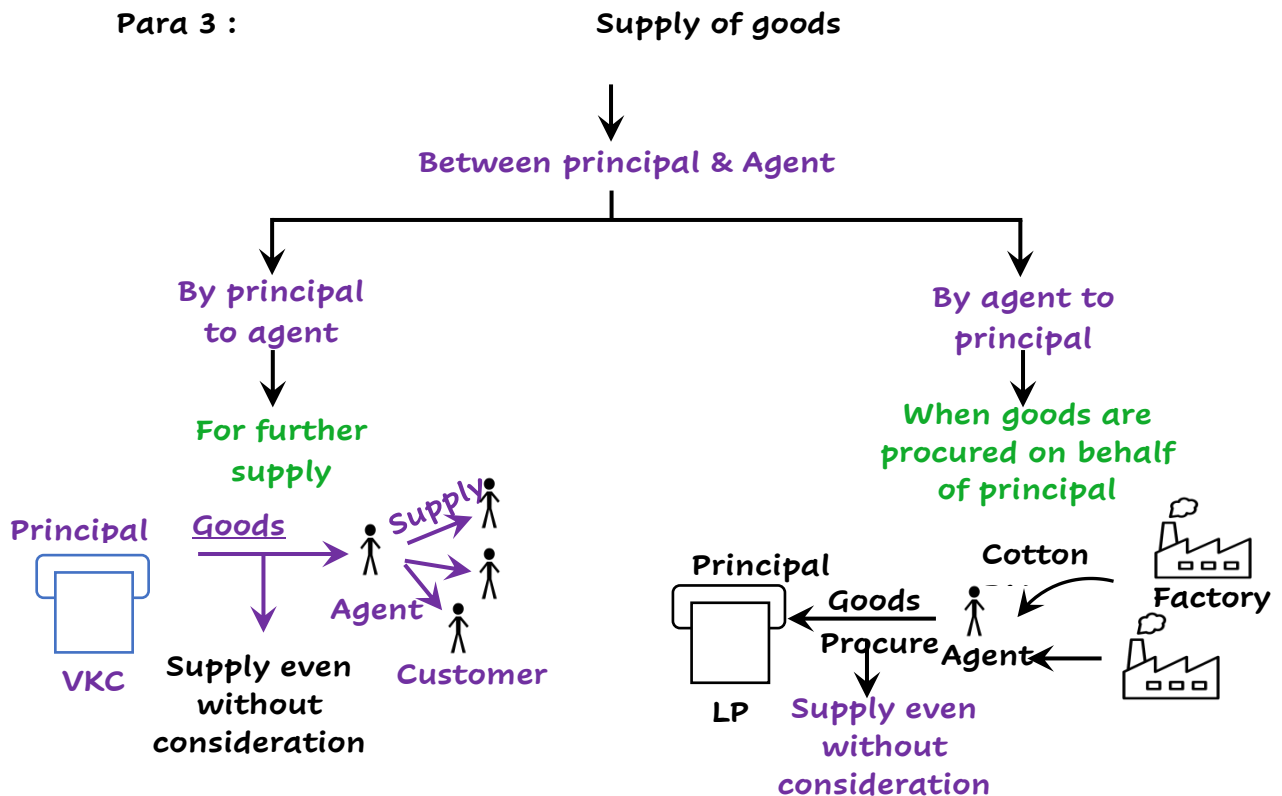 Para 3 :
Supply of goods
Between principal & Agent
By principal
to agent
For further
supply
Principal
Goods
Supply
Agent
VKC
Supply even
without
consideration
Customer
By agent to
principal
When goods are
procured on behalf
of principal
Principal
Cotton
Factory
Goods
Procure
Agent
LP
Supply even
without
consideration